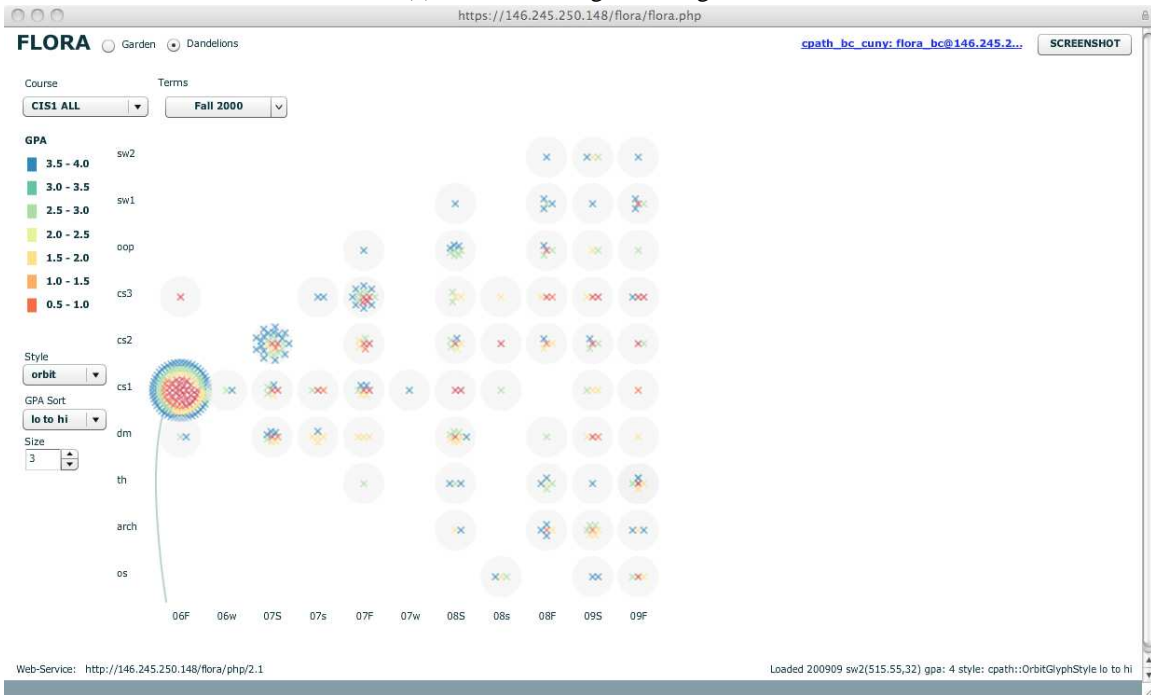 https://146.245.250.148/flora/flora.php
FLORA Garden Dandelions cpath_bc_cuny: flora_bc@146.245.2... SCREENSHOT
Course Terms
CIS1 ALL Fall 2000
GPA
3.5 - 4.0
3.0 - 3.5
2.5 - 3.0
2.0 - 2.5
1.5 - 2.0
1.0 - 1.5
0.5 - 1.0
Style
orbit
GPA Sort
lo to hi
Size
3
sw2
sw1
oop
cs3
cs2
cs1
dm
th
arch
os
06F 06w 07S 07s 07F 07w 08S 08s 08F 09S 09F
Web-Service: http://146.245.250.148/flora/php/2.1 Loaded 200909 sw2(515.55,32) gpa: 4 style: cpath::OrbitGlyphStyle lo to hi